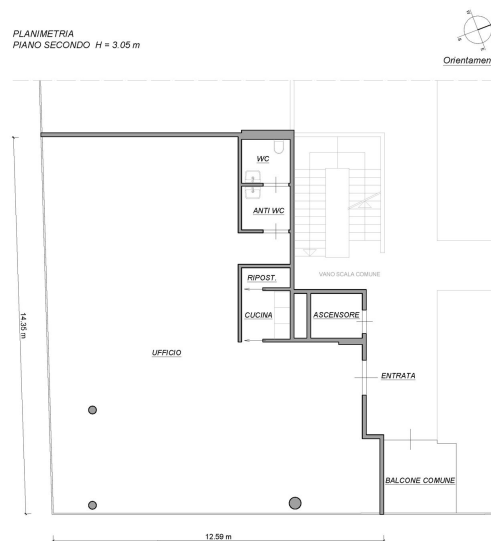 PLANIMETRIA
PIANO SECONDO H = 3.05 m
Orientamen
WC
ANTI WC
RIPOST.
VANO SCALA COMUNE
CUCINA
ASCENSORE
14.35 m
UFFICIO
ENTRATA
BALCONE COMUNE
12.59 m